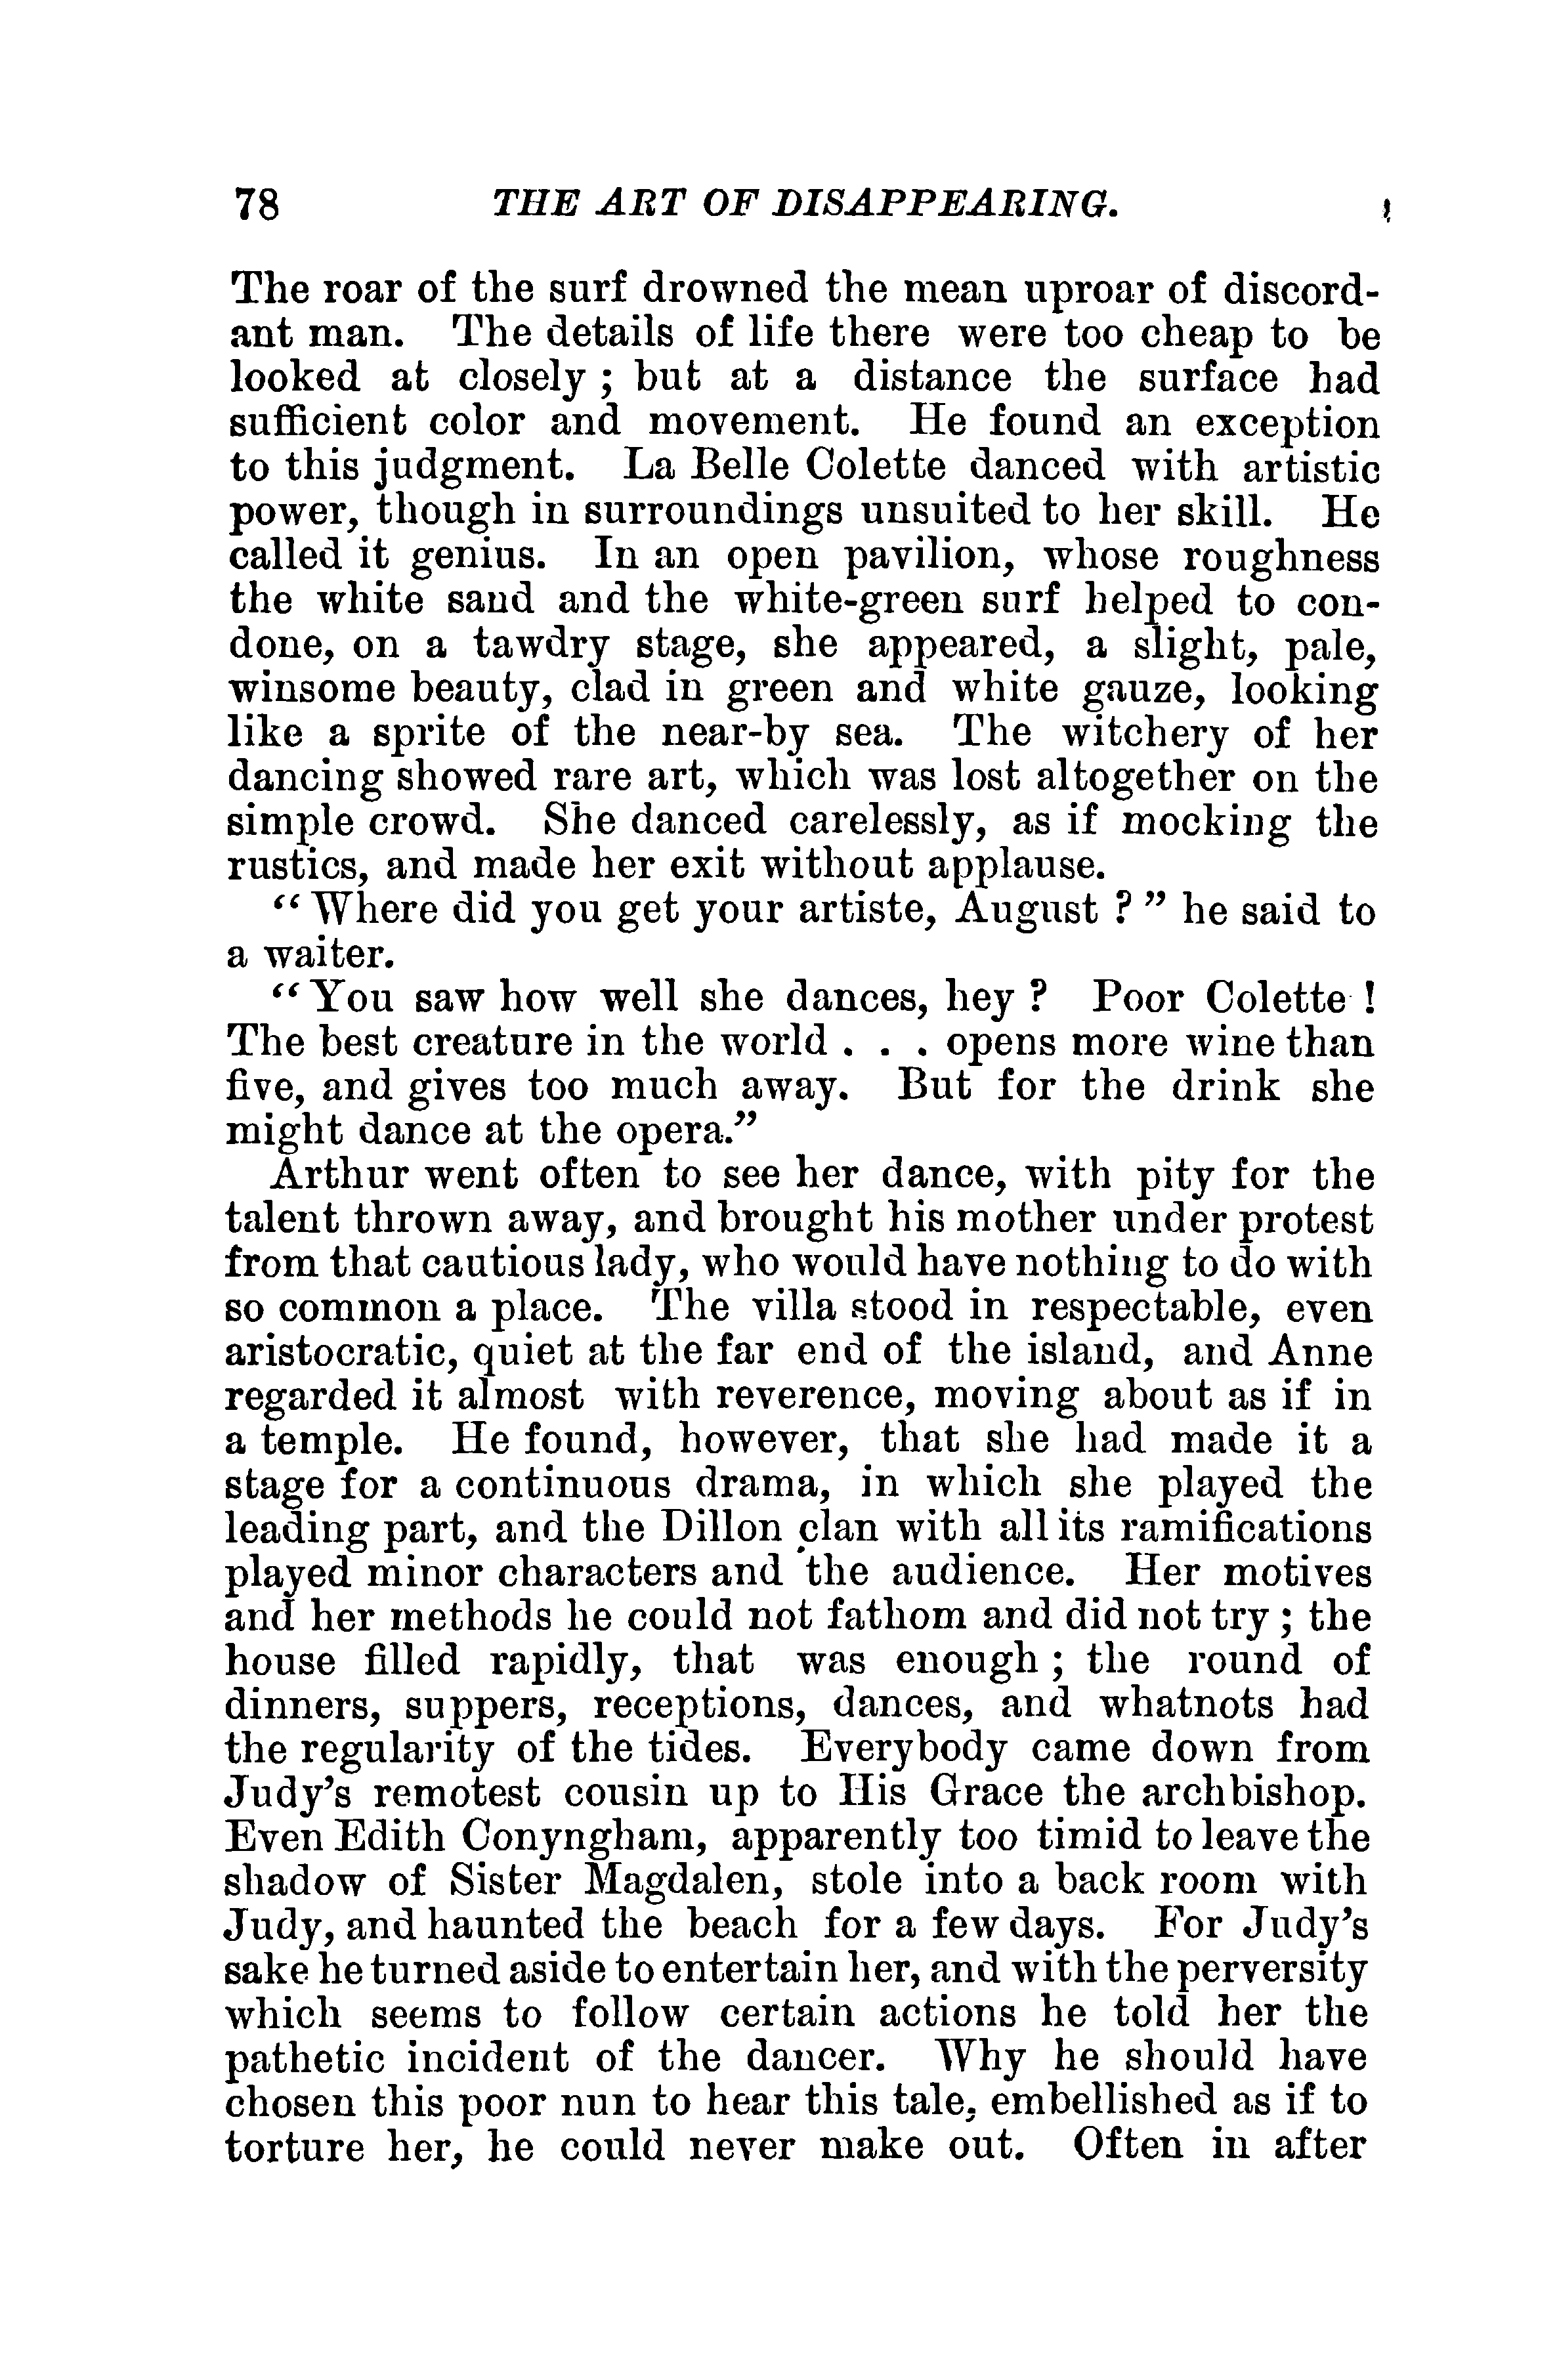 78 THE ART OF DISAPPEARING.
The roar of the surf drowned the mean uproar of discord-
ant man. The details of life there were too cheap to be
looked at closely; but at a distance the surface had
sufficient color and movement. He found an exception
to this judgment. La Belle Colette danced with artistic
power, though in surroundings unsuited to her skill. He
called it genius. In an open pavilion, whose roughness
the white sand and the white-green surf helped to con-
done, on a tawdry stage, she appeared, a slight, pale,
winsome beauty, clad in green and white gauze, looking
like a sprite of the near-by sea. The witchery of her
dancing showed rare art, which was lost altogether on the
simple crowd. She danced carelessly, as if mocking the
rustics, and made her exit without applause.
“Where did you get your artiste, August?” he said to
a waiter.
“You saw how well she dances, hey? Poor Colette!
The best creature in the world . . . opens more wine than
five, and gives too much away. But for the drink she
might dance at the opera.”
Arthur went often to see her dance, with pity for the
talent thrown away, and brought his mother under protest
from that cautious lady, who would have nothing to do with
so common a place. The villa stood in respectable, even
aristocratic, quiet at the far end of the island, and Anne
regarded it almost with reverence, moving about as if in
a temple. He found, however, that she had made it a
stage for a continuous drama, in which she played the
leading part, and the Dillon clan with all its ramifications
played minor characters and the audience. Her motives
and her methods he could not fathom and did not try; the
house filled rapidly, that was enough; the round of
dinners, suppers, receptions, dances, and whatnots had
the regularity of the tides. Everybody came down from
Judy’s remotest cousin up to His Grace the archbishop.
Even Edith Conyngham, apparently too timid to leave the
shadow of Sister Magdalen, stole into a back room with
Judy, and haunted the beach for a few days. For Judy’s
sake he turned aside to entertain her, and with the perversity
which seems to follow certain actions he told her the
pathetic incident of the dancer. Why he should have
chosen this poor nun to hear this tale, embellished as if to
torture her, he could never make out. Often in after